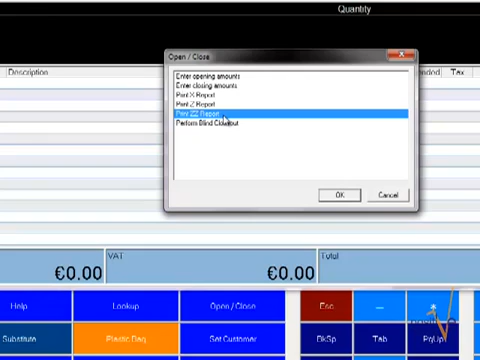 Quantity
Open / Close
Description
nded Tax
Enter opening amounts
Enter closing amounts
Print X Report
Print Z Report
Print ZZ Report
Perform Blind Closeout
OK Cancel
VAT Total
€0.00 €0.00
Help Lookup Open / Close Esc – *
Substitute Plastic Bag Set Customer BkSp Tab PgUp